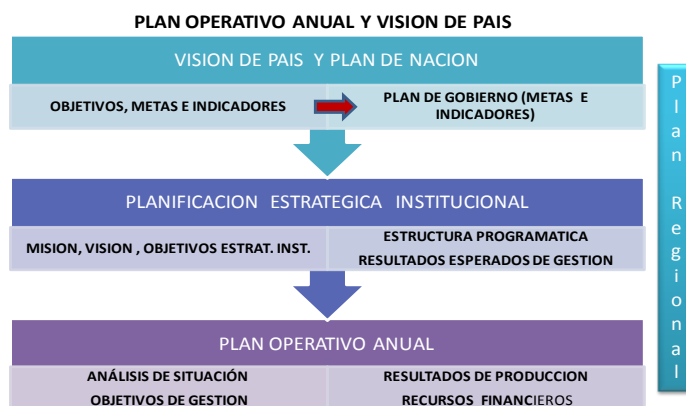 PLAN OPERATIVO ANUAL Y VISION DE PAIS
VISION DE PAIS Y PLAN DE NACION
OBJETIVOS, METAS E INDICADORES
PLAN DE GOBIERNO (METAS E
INDICADORES)
PLANIFICACION ESTRATEGICA INSTITUCIONAL
MISION, VISION , OBJETIVOS ESTRAT. INST.
ESTRUCTURA PROGRAMATICA
RESULTADOS ESPERADOS DE GESTION
PLAN OPERATIVO ANUAL
ANÁLISIS DE SITUACIÓN
OBJETIVOS DE GESTION
RESULTADOS DE PRODUCCION
RECURSOS FINANCIEROS
Plan Regional